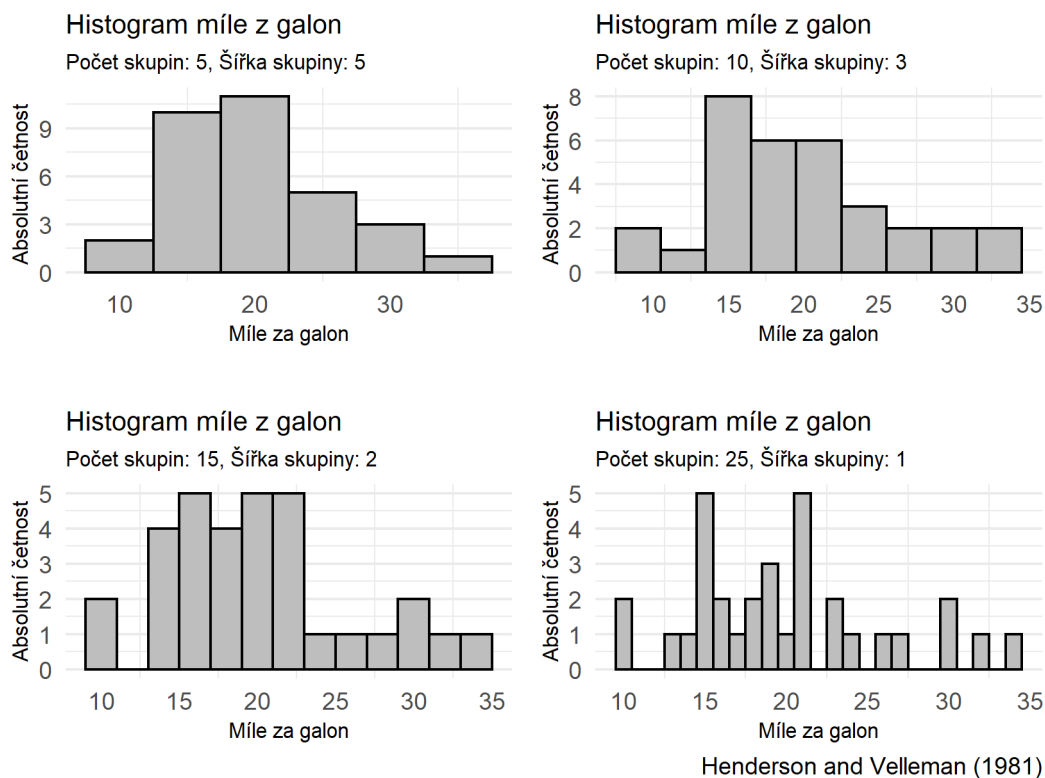 Histogram míle z galon
Počet skupin: 5, Šířka skupiny: 5
Absolutní četnost
9
6
3
0
10 20 30
Míle za galon
Histogram míle z galon
Počet skupin: 10, Šířka skupiny: 3
Absolutní četnost
8
6
4
2
0
10 15 20 25 30 35
Míle za galon
Histogram míle z galon
Počet skupin: 15, Šířka skupiny: 2
Absolutní četnost
5
4
3
2
1
0
10 15 20 25 30 35
Míle za galon
Histogram míle z galon
Počet skupin: 25, Šířka skupiny: 1
Absolutní četnost
5
4
3
2
1
0
10 15 20 25 30 35
Míle za galon
Henderson and Velleman (1981)